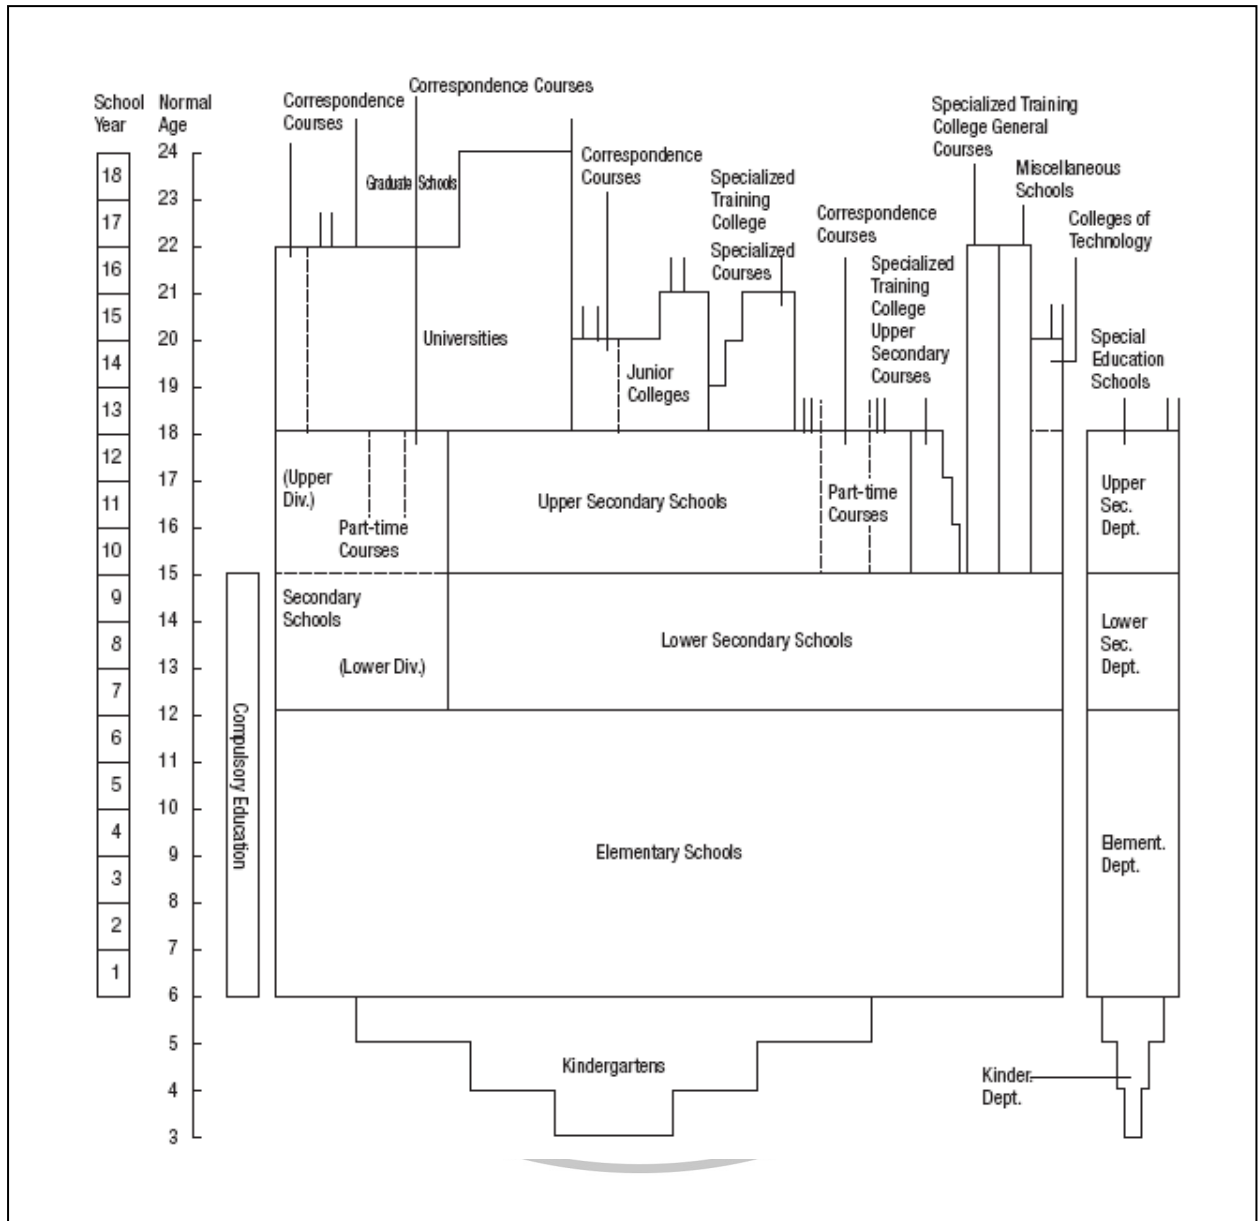 Correspondence Courses
School
Year
Normal
Age
Correspondence
Courses
Specialized Training
College General
Courses
Correspondence
Courses
Miscellaneous
Schools
Specialized
Training
College
Specialized
Courses
Correspondence
Courses
Colleges of
Technology
Graduate Schools
Specialized
Training
College
Upper
Secondary
Courses
Universities
Junior
Colleges
Special
Education
Schools
24
18
23
17
22
16
21
15
20
14
19
13
18
12
17
11
16
10
15
9
14
8
13
7
12
6
11
5
10
4
9
3
8
2
7
1
6
5
4
3
(Upper
Div.)
Part-time
Courses
Upper Secondary Schools
Part-time
Courses
Upper
Sec.
Dept.
Secondary
Schools
(Lower Div.)
Lower Secondary Schools
Lower
Sec.
Dept.
Compulsory Education
Elementary Schools
Element.
Dept.
Kindergartens
Kinder.
Dept.